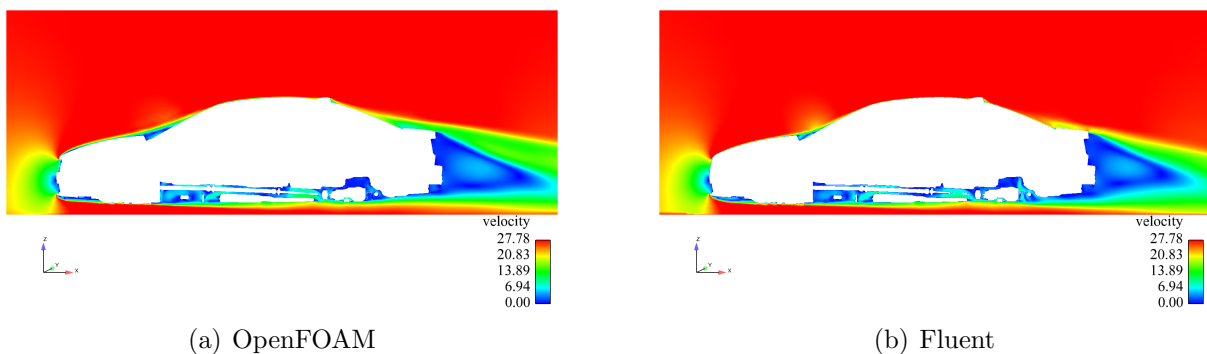 velocity
27.78
20.83
13.89
6.94
0.00
Z
Y
X
(a) OpenFOAM
velocity
27.78
20.83
13.89
6.94
0.00
Z
Y
X
(b) Fluent